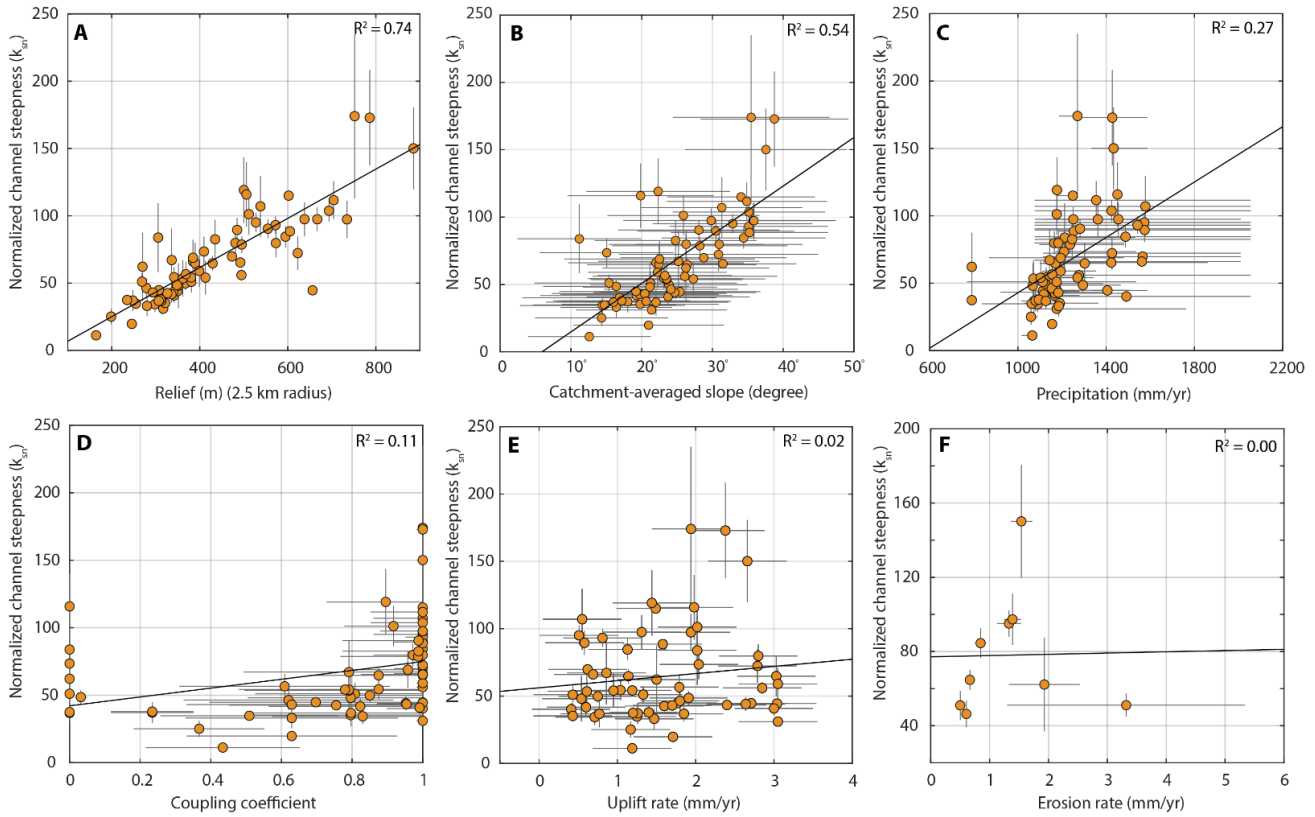 A
R² = 0.74
Normalized channel steepness (kₛₙ)
250
200
150
100
50
0
200 400 600 800
Relief (m) (2.5 km radius)
B
R² = 0.54
Normalized channel steepness (kₛₙ)
250
200
150
100
50
0
0 10 20 30 40 50°
Catchment-averaged slope (degree)
C
R² = 0.27
Normalized channel steepness (kₛₙ)
250
200
150
100
50
0
600 1000 1400 1800 2200
Precipitation (mm/yr)
D
R² = 0.11
Normalized channel steepness (kₛₙ)
250
200
150
100
50
0
0 0.2 0.4 0.6 0.8 1
Coupling coefficient
E
R² = 0.02
Normalized channel steepness (kₛₙ)
250
200
150
100
50
0
0 1 2 3 4
Uplift rate (mm/yr)
F
R² = 0.00
Normalized channel steepness (kₛₙ)
200
160
120
80
40
0 1 2 3 4 5 6
Erosion rate (mm/yr)